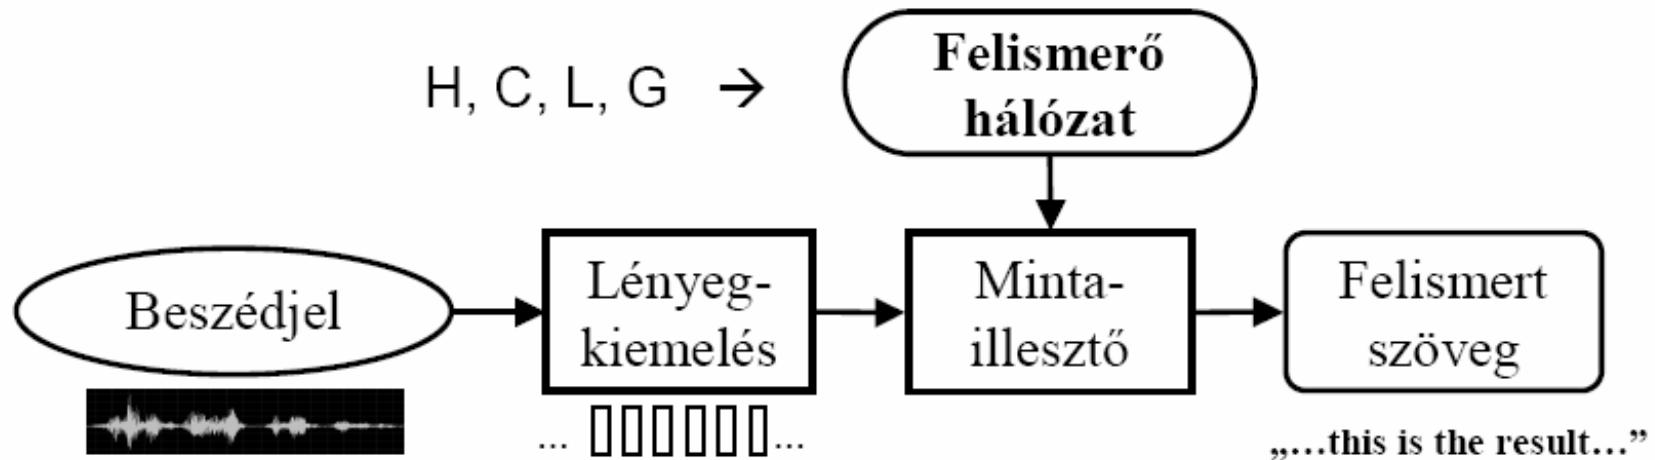 H, C, L, G →
Felismerő
hálózat
Beszédjel
Lényeg-
kiemelés
Minta-
illesztő
Felismert
szöveg
...
...
„…this is the result…”